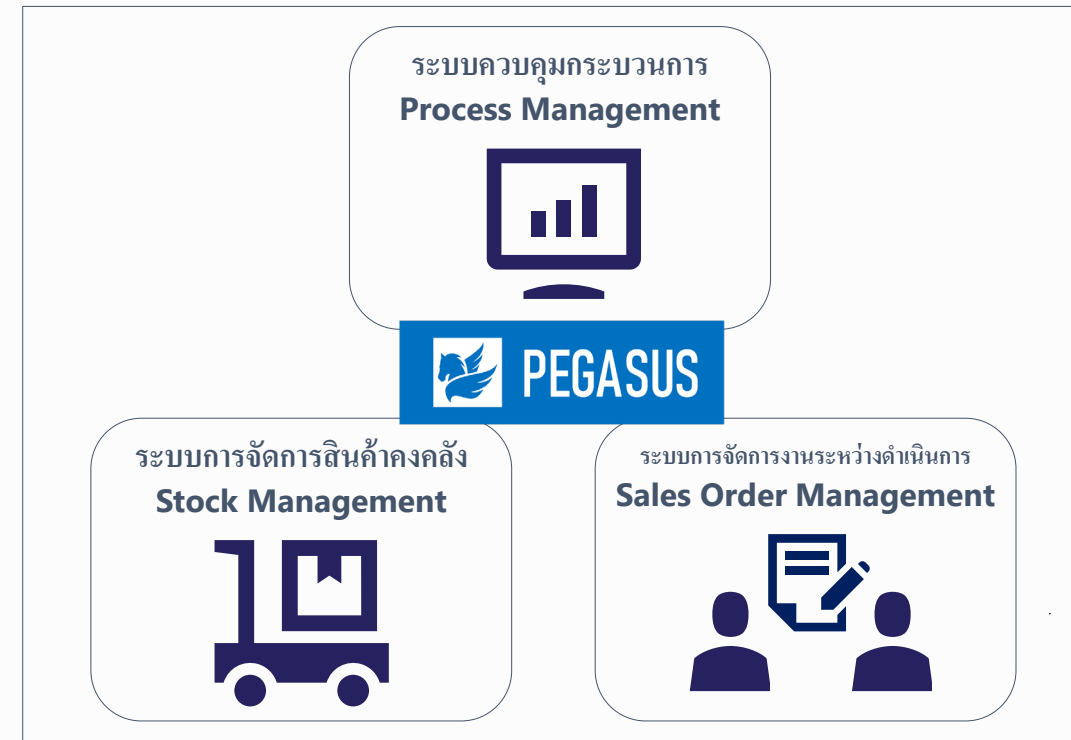 ระบบควบคุมกระบวนการ
Process Management
PEGASUS
ระบบการจัดการสินค้าคงคลัง
Stock Management
ระบบการจัดการงานระหว่างดำเนินการ
Sales Order Management